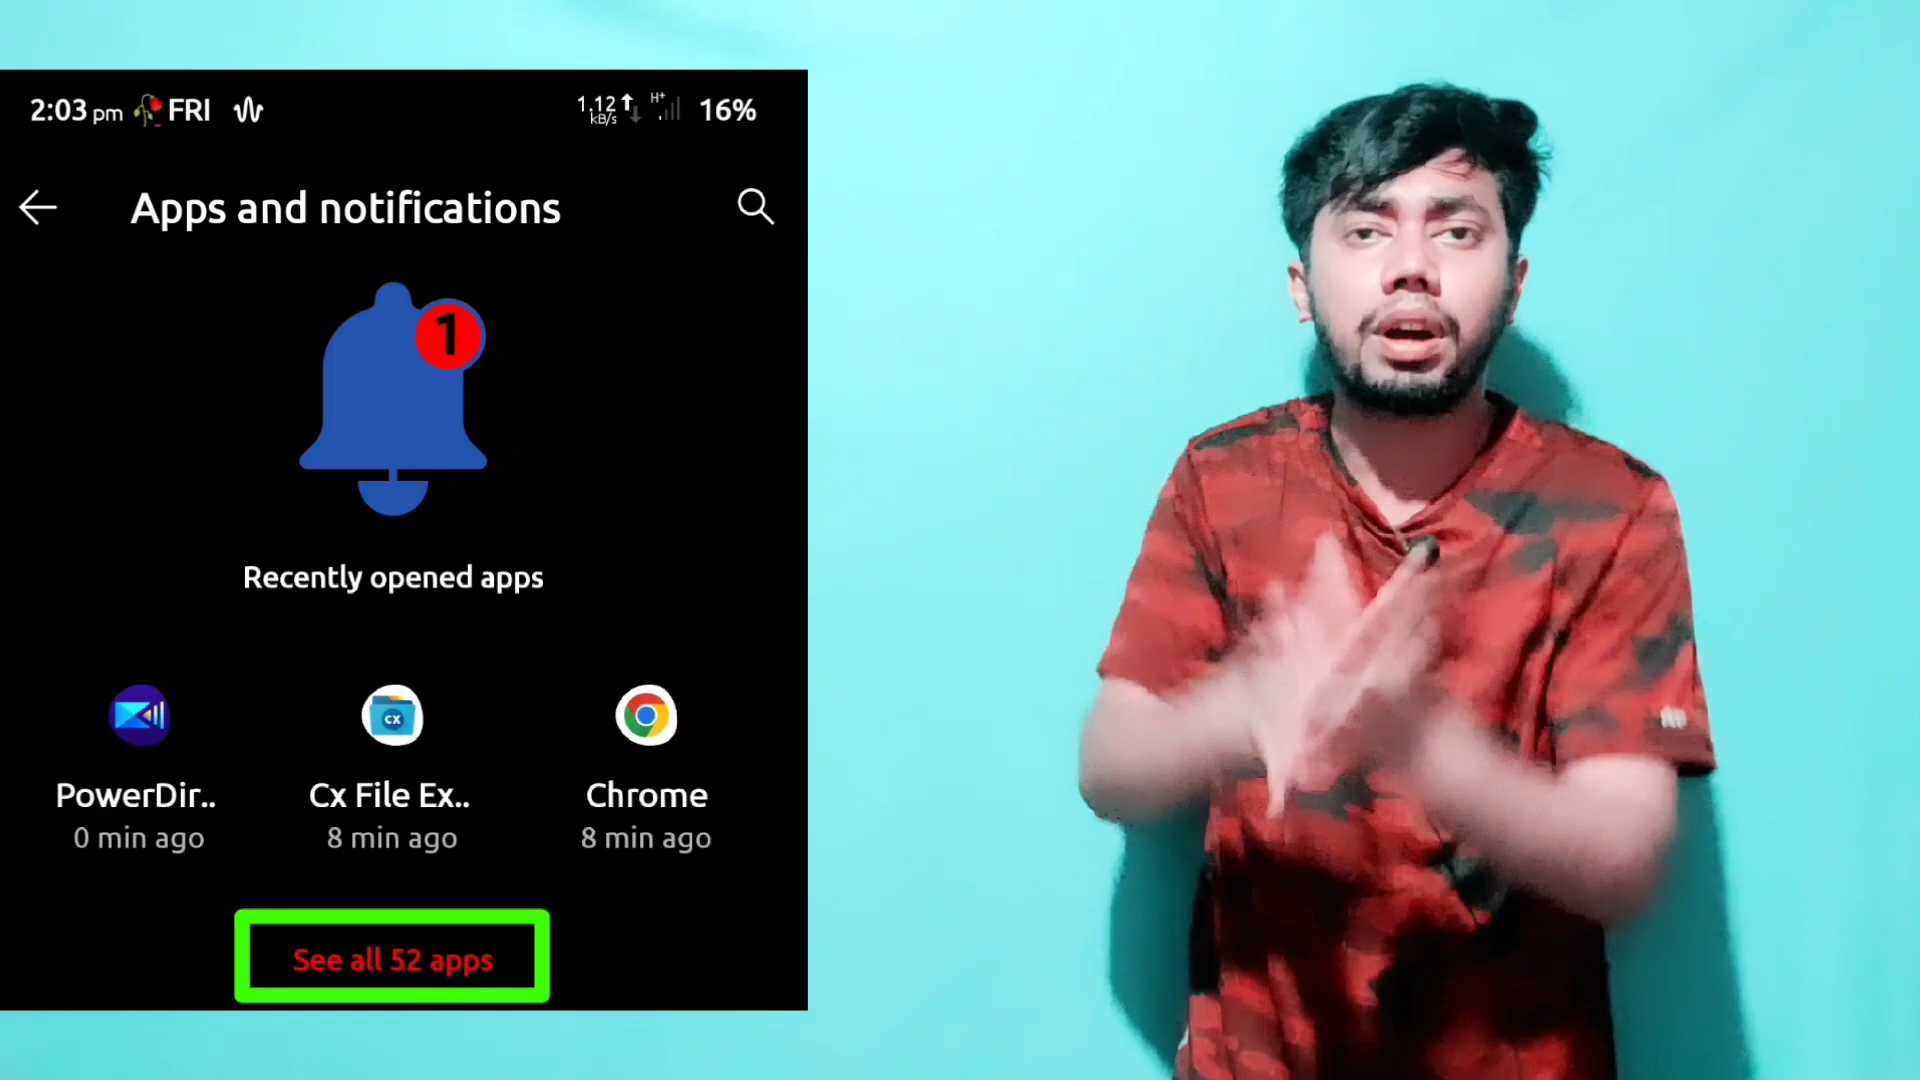 2:03 pm FRI 1.12 kB/s H+ 16%
Apps and notifications
1
Recently opened apps
cx
PowerDir.. Cx File Ex.. Chrome
0 min ago 8 min ago 8 min ago
See all 52 apps